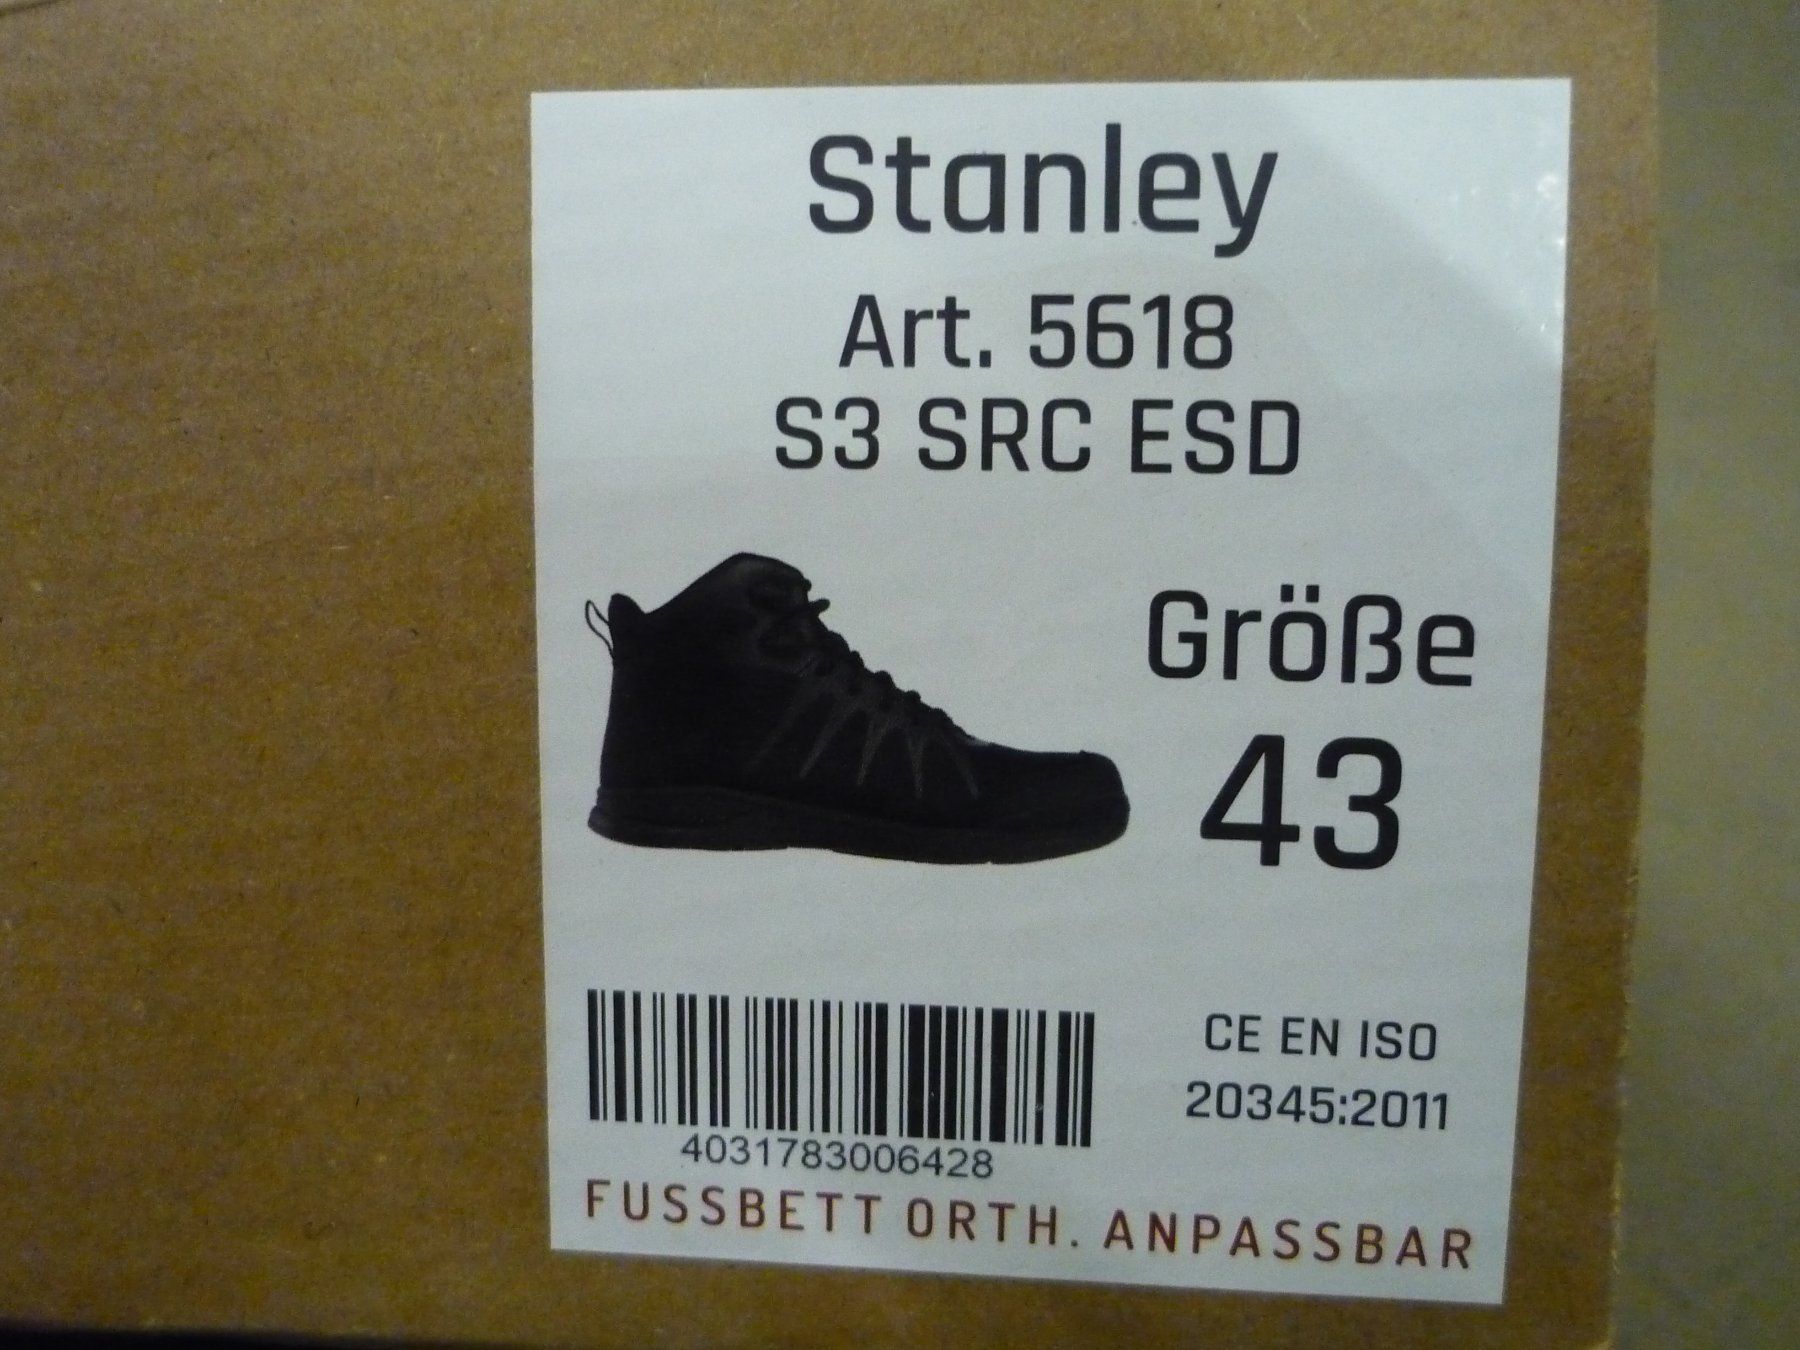 Stanley
Art. 5618
S3 SRC ESD
Größe
43
CE EN ISO
20345:2011
4031783006428
FUSSBETT ORTH. ANPASSBAR